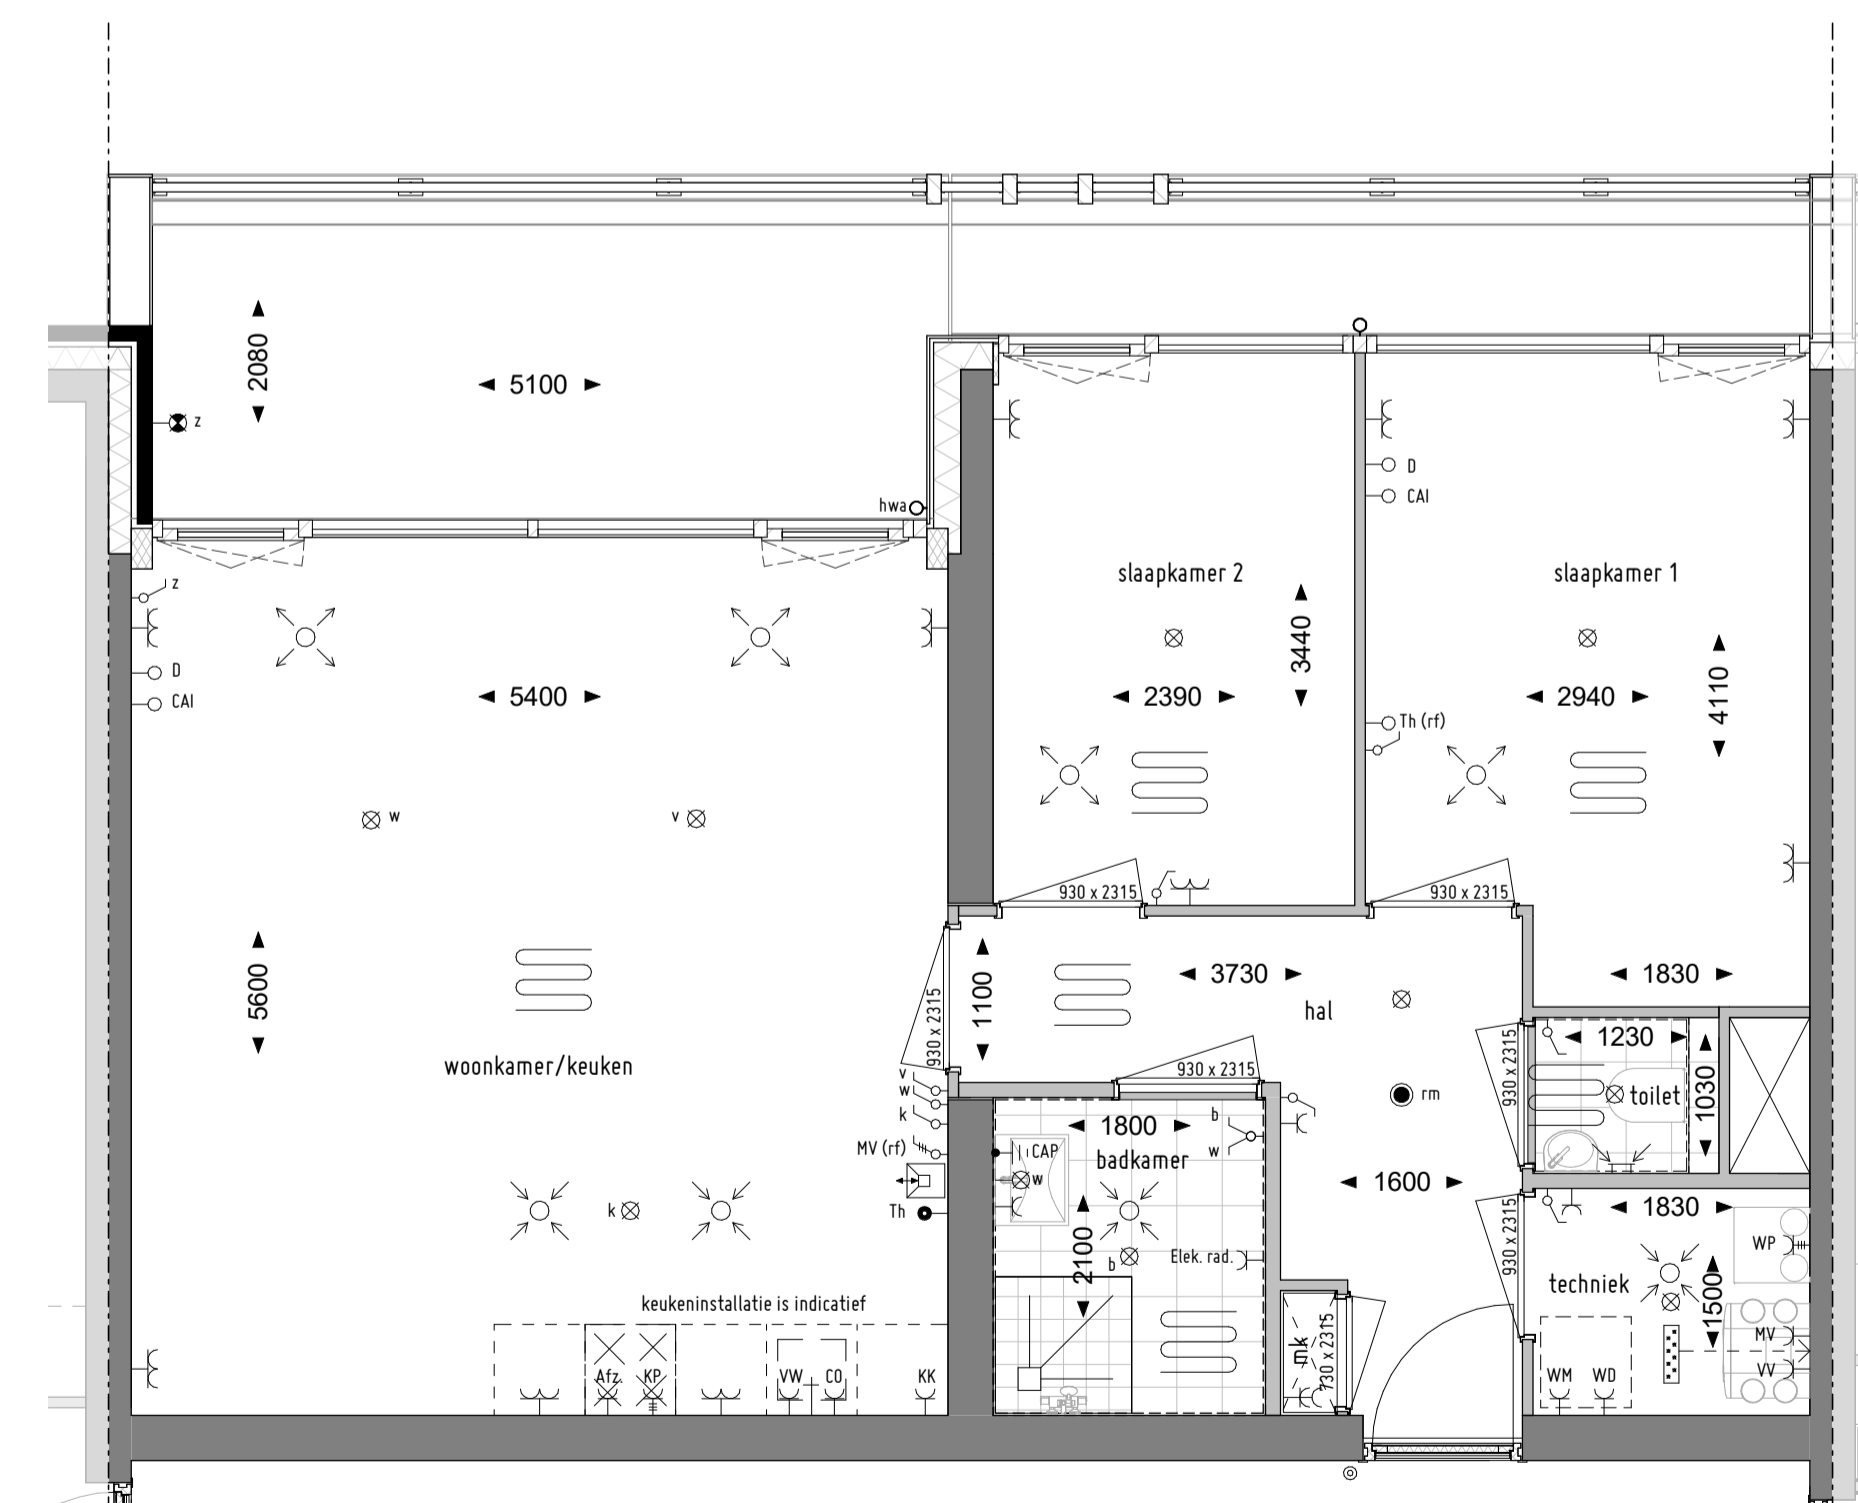 2080
5100
z
hwa
z
D
CAI
D
CAI
slaapkamer 2
slaapkamer 1
3440
4110
5400
2390
2940
Th (rf)
w
v
930 x 2315
930 x 2315
5600
930 x 2315
1100
3730
1830
hal
woonkamer/keuken
930 x 2315
930 x 2315
1230
1030
toilet
rm
v
w
k
MV (rf)
Th
1800
b
w
CAP
badkamer
w
1600
k
2100
b
Elek. rad.
930 x 2315
1830
WP
techniek
1500
MV
VV
keukeninstallatie is indicatief
mk
730 x 2315
Afz
KP
VW
CO
KK
WM
WD